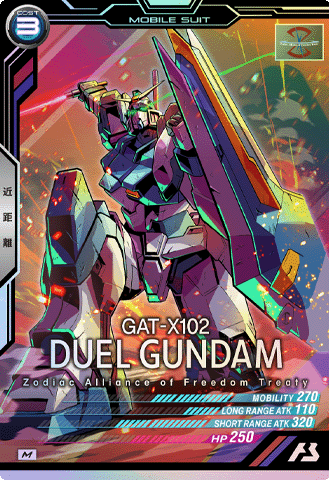 MOBILE SUIT
COST
3
近距離
GAT-X102
DUEL GUNDAM
Zodiac Alliance of Freedom Treaty
MOBILITY 270
LONG RANGE ATK 110
SHORT RANGE ATK 320
HP 250
M